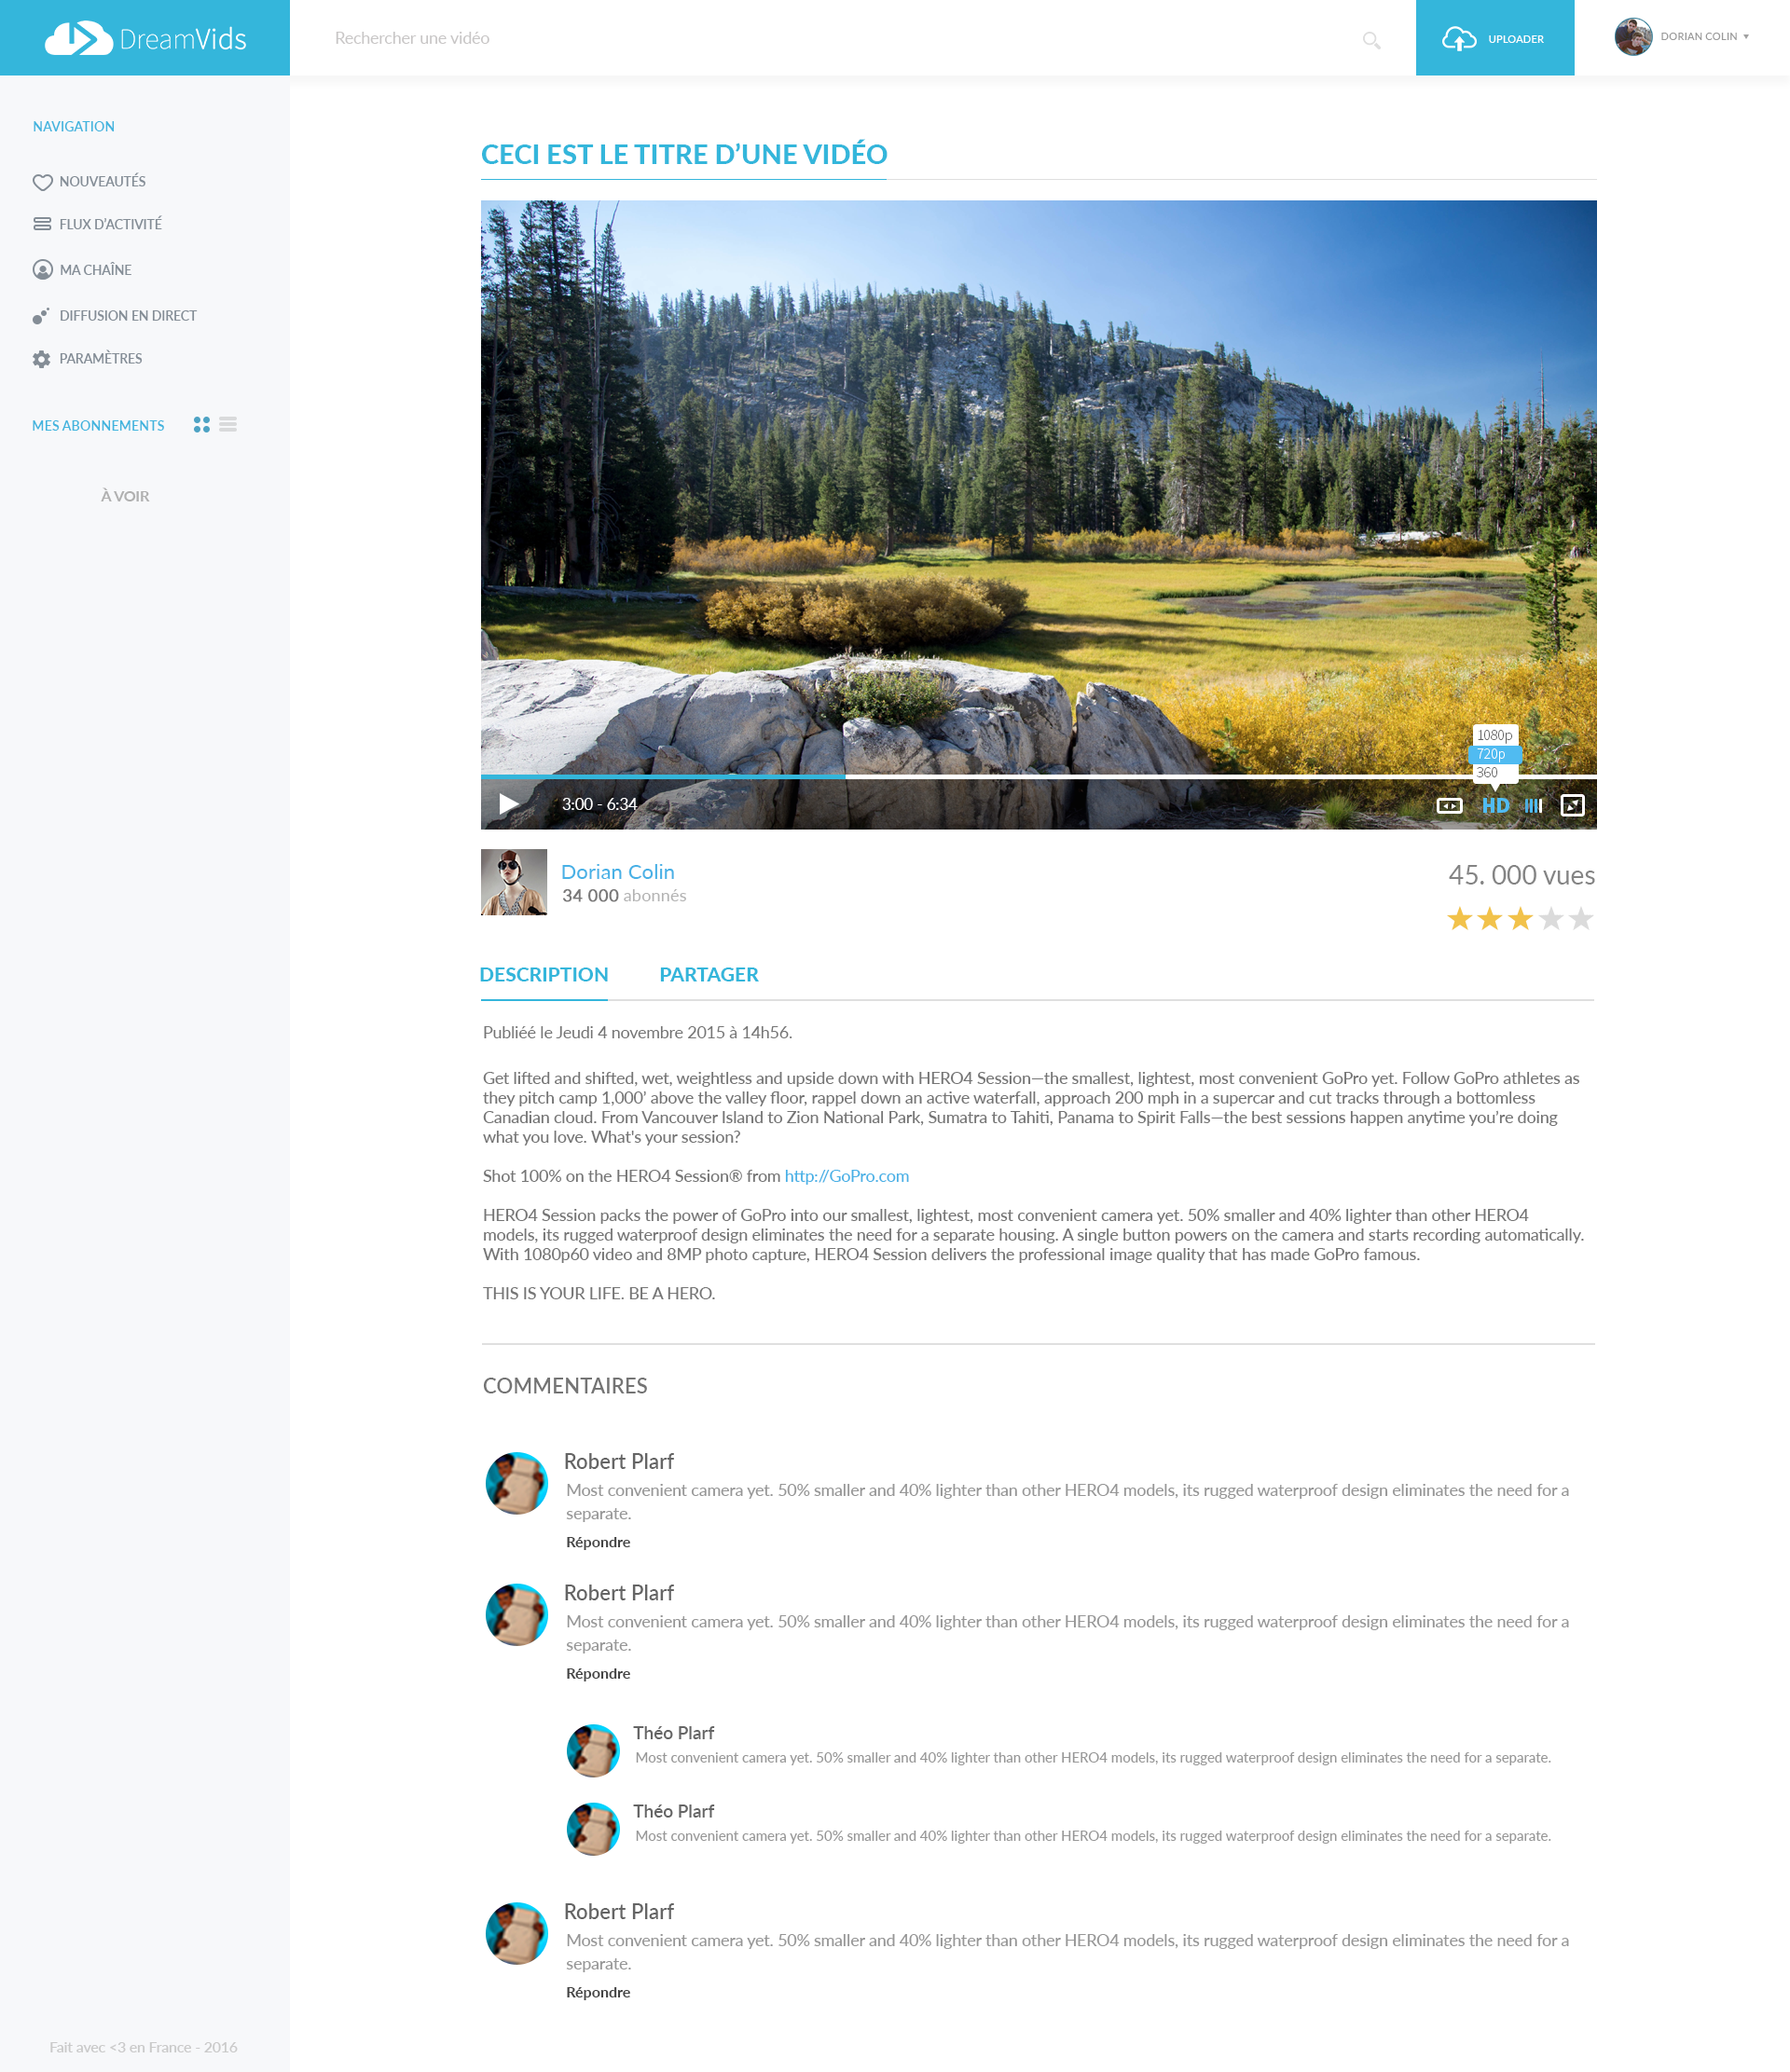 DreamVids
Rechercher une vidéo
UPLOADER
DORIAN COLIN
NAVIGATION
NOUVEAUTÉS
FLUX D'ACTIVITÉ
MA CHAÎNE
DIFFUSION EN DIRECT
PARAMÈTRES
MES ABONNEMENTS
À VOIR
CECI EST LE TITRE D’UNE VIDÉO
1080p
720p
360
3:00 - 6:34
HD
Dorian Colin
34 000 abonnés
45. 000 vues
DESCRIPTION
PARTAGER
Publiéé le Jeudi 4 novembre 2015 à 14h56.
Get lifted and shifted, wet, weightless and upside down with HERO4 Session—the smallest, lightest, most convenient GoPro yet. Follow GoPro athletes as
they pitch camp 1,000’ above the valley floor, rappel down an active waterfall, approach 200 mph in a supercar and cut tracks through a bottomless
Canadian cloud. From Vancouver Island to Zion National Park, Sumatra to Tahiti, Panama to Spirit Falls—the best sessions happen anytime you’re doing
what you love. What's your session?
Shot 100% on the HERO4 Session® from http://GoPro.com
HERO4 Session packs the power of GoPro into our smallest, lightest, most convenient camera yet. 50% smaller and 40% lighter than other HERO4
models, its rugged waterproof design eliminates the need for a separate housing. A single button powers on the camera and starts recording automatically.
With 1080p60 video and 8MP photo capture, HERO4 Session delivers the professional image quality that has made GoPro famous.
THIS IS YOUR LIFE. BE A HERO.
COMMENTAIRES
Robert Plarf
Most convenient camera yet. 50% smaller and 40% lighter than other HERO4 models, its rugged waterproof design eliminates the need for a
separate.
Répondre
Robert Plarf
Most convenient camera yet. 50% smaller and 40% lighter than other HERO4 models, its rugged waterproof design eliminates the need for a
separate.
Répondre
Théo Plarf
Most convenient camera yet. 50% smaller and 40% lighter than other HERO4 models, its rugged waterproof design eliminates the need for a separate.
Théo Plarf
Most convenient camera yet. 50% smaller and 40% lighter than other HERO4 models, its rugged waterproof design eliminates the need for a separate.
Robert Plarf
Most convenient camera yet. 50% smaller and 40% lighter than other HERO4 models, its rugged waterproof design eliminates the need for a
separate.
Répondre
Fait avec <3 en France - 2016